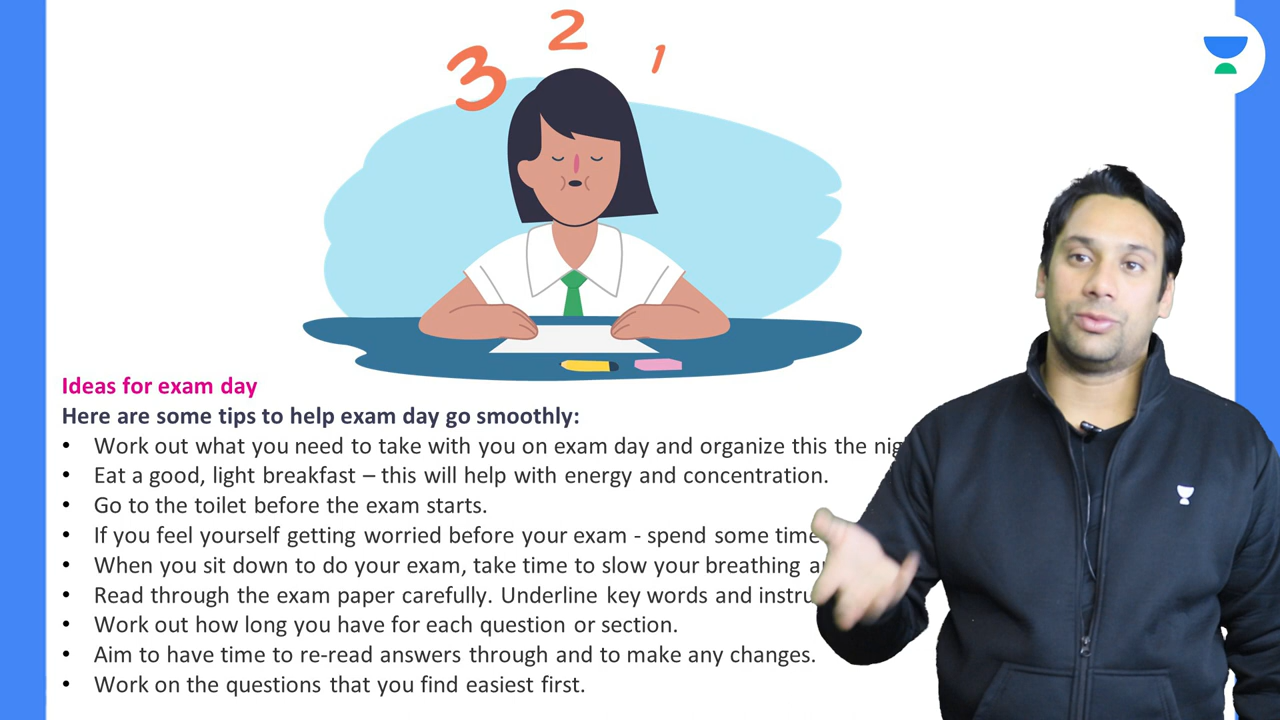 3 2 1
Ideas for exam day
Here are some tips to help exam day go smoothly:
• Work out what you need to take with you on exam day and organize this the
• Eat a good, light breakfast – this will help with energy and concentration.
• Go to the toilet before the exam starts.
• If you feel yourself getting worried before your exam - spend some time
• When you sit down to do your exam, take time to slow your breathing
• Read through the exam paper carefully. Underline key words and
• Work out how long you have for each question or section.
• Aim to have time to re-read answers through and to make any changes.
• Work on the questions that you find easiest first.